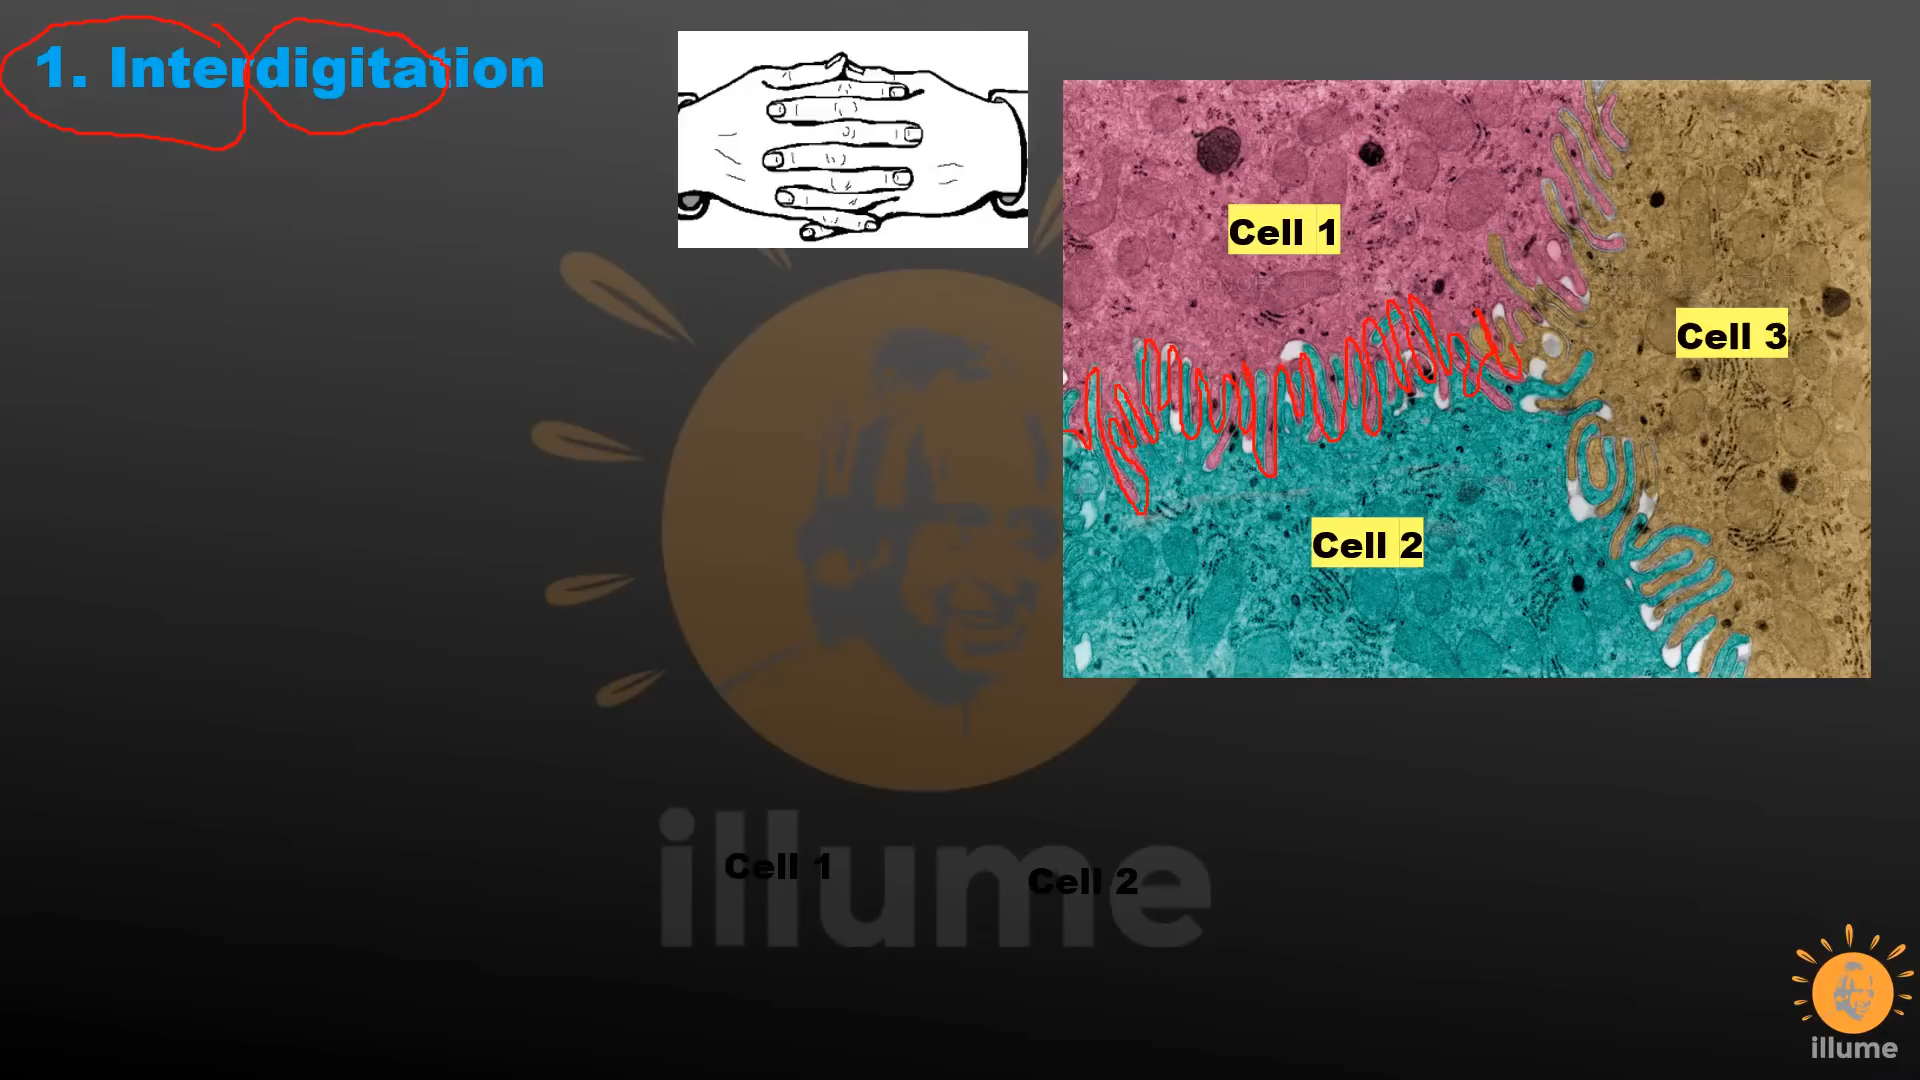 1. Interdigitation
Cell 1
Cell 3
Cell 2
Cell 1
Cell 2
illume
illume